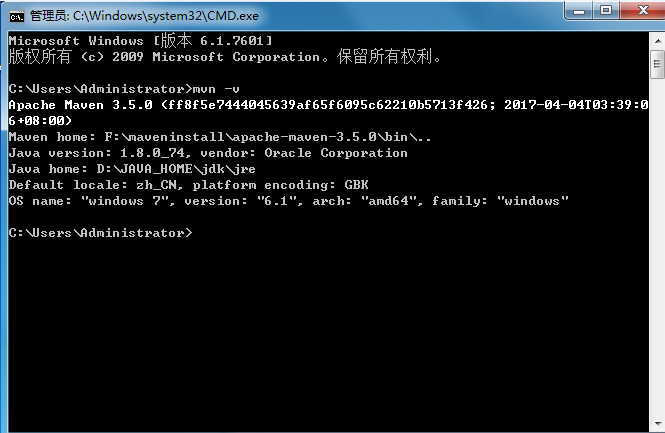 管理员: C:\Windows\system32\CMD.exe
Microsoft Windows [版本 6.1.7601]
版权所有 (c) 2009 Microsoft Corporation。保留所有权利。
C:\Users\Administrator>mvn -v
Apache Maven 3.5.0 (ff8f5e7444045639af65f6095c62210b5713f426; 2017-04-04T03:39:0
6+08:00)
Maven home: F:\maveninstall\apache-maven-3.5.0\bin\..
Java version: 1.8.0_74, vendor: Oracle Corporation
Java home: D:\JAVA_HOME\jdk\jre
Default locale: zh_CN, platform encoding: GBK
OS name: "windows 7", version: "6.1", arch: "amd64", family: "windows"
C:\Users\Administrator>